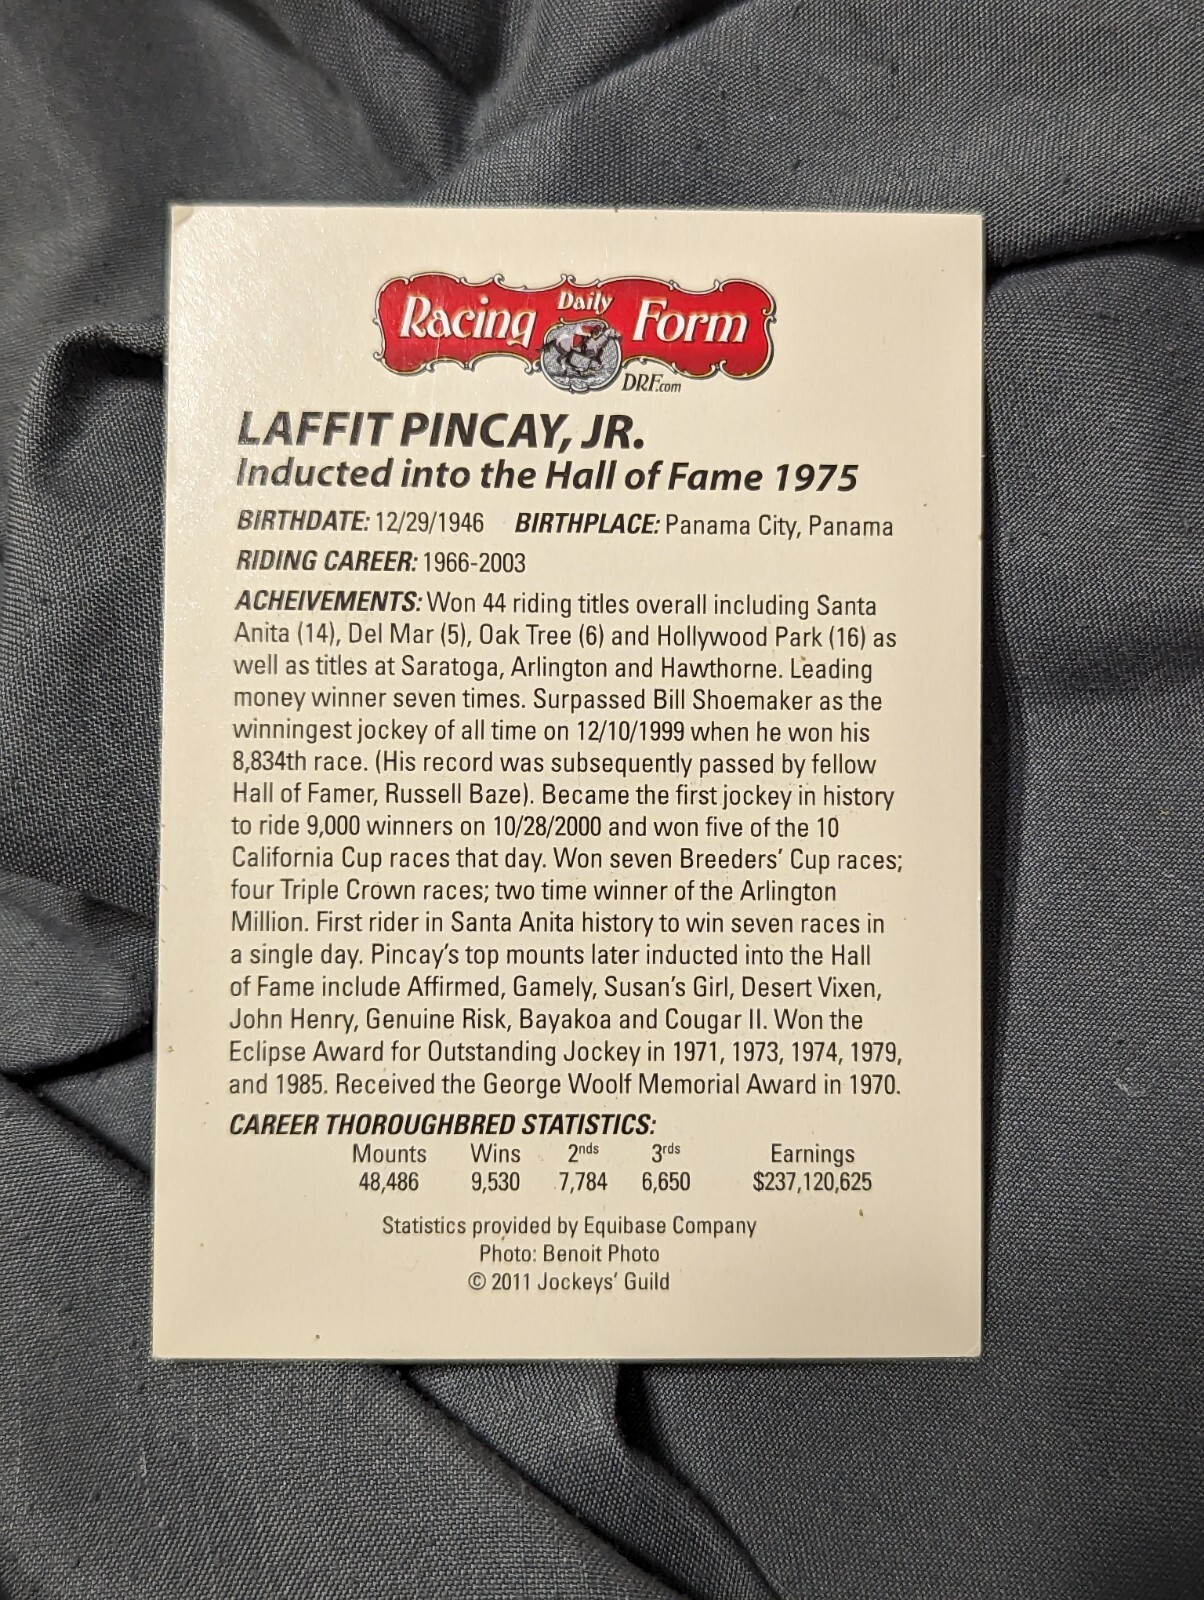 Daily
Racing Form
DRF.com
LAFFIT PINCAY, JR.
Inducted into the Hall of Fame 1975
BIRTHDATE: 12/29/1946 BIRTHPLACE: Panama City, Panama
RIDING CAREER: 1966-2003
ACHEIVEMENTS: Won 44 riding titles overall including Santa
Anita (14), Del Mar (5), Oak Tree (6) and Hollywood Park (16) as
well as titles at Saratoga, Arlington and Hawthorne. Leading
money winner seven times. Surpassed Bill Shoemaker as the
winningest jockey of all time on 12/10/1999 when he won his
8,834th race. (His record was subsequently passed by fellow
Hall of Famer, Russell Baze). Became the first jockey in history
to ride 9,000 winners on 10/28/2000 and won five of the 10
California Cup races that day. Won seven Breeders' Cup races;
four Triple Crown races; two time winner of the Arlington
Million. First rider in Santa Anita history to win seven races in
a single day. Pincay's top mounts later inducted into the Hall
of Fame include Affirmed, Gamely, Susan's Girl, Desert Vixen,
John Henry, Genuine Risk, Bayakoa and Cougar II. Won the
Eclipse Award for Outstanding Jockey in 1971, 1973, 1974, 1979,
and 1985. Received the George Woolf Memorial Award in 1970.
CAREER THOROUGHBRED STATISTICS:
Mounts Wins 2nds 3rds Earnings
48,486 9,530 7,784 6,650 $237,120,625
Statistics provided by Equibase Company
Photo: Benoit Photo
© 2011 Jockeys' Guild